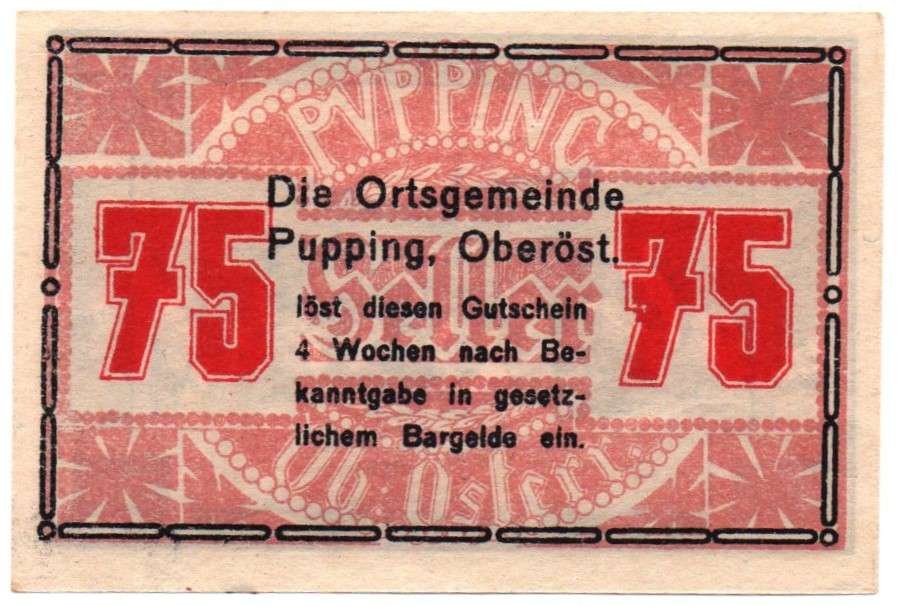 PUPPING
Die Ortsgemeinde
75 Pupping, Oberöst. 75
Heller
löst diesen Gutschein
4 Wochen nach Be-
kanntgabe in gesetz-
lichem Bargelde ein.
Ob. Österr.